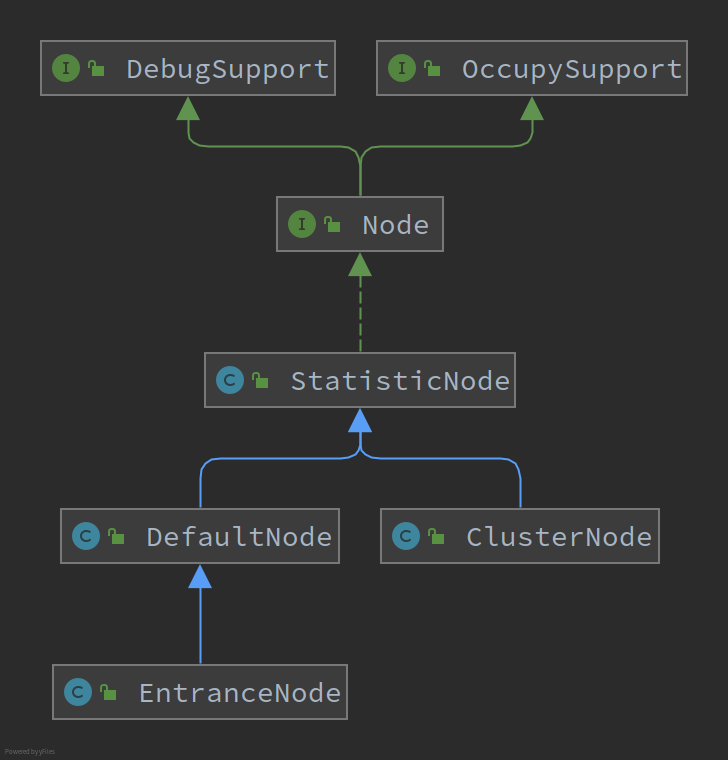 I DebugSupport
I OccupySupport
I Node
C StatisticNode
C DefaultNode
C ClusterNode
C EntranceNode
Powered by yFiles